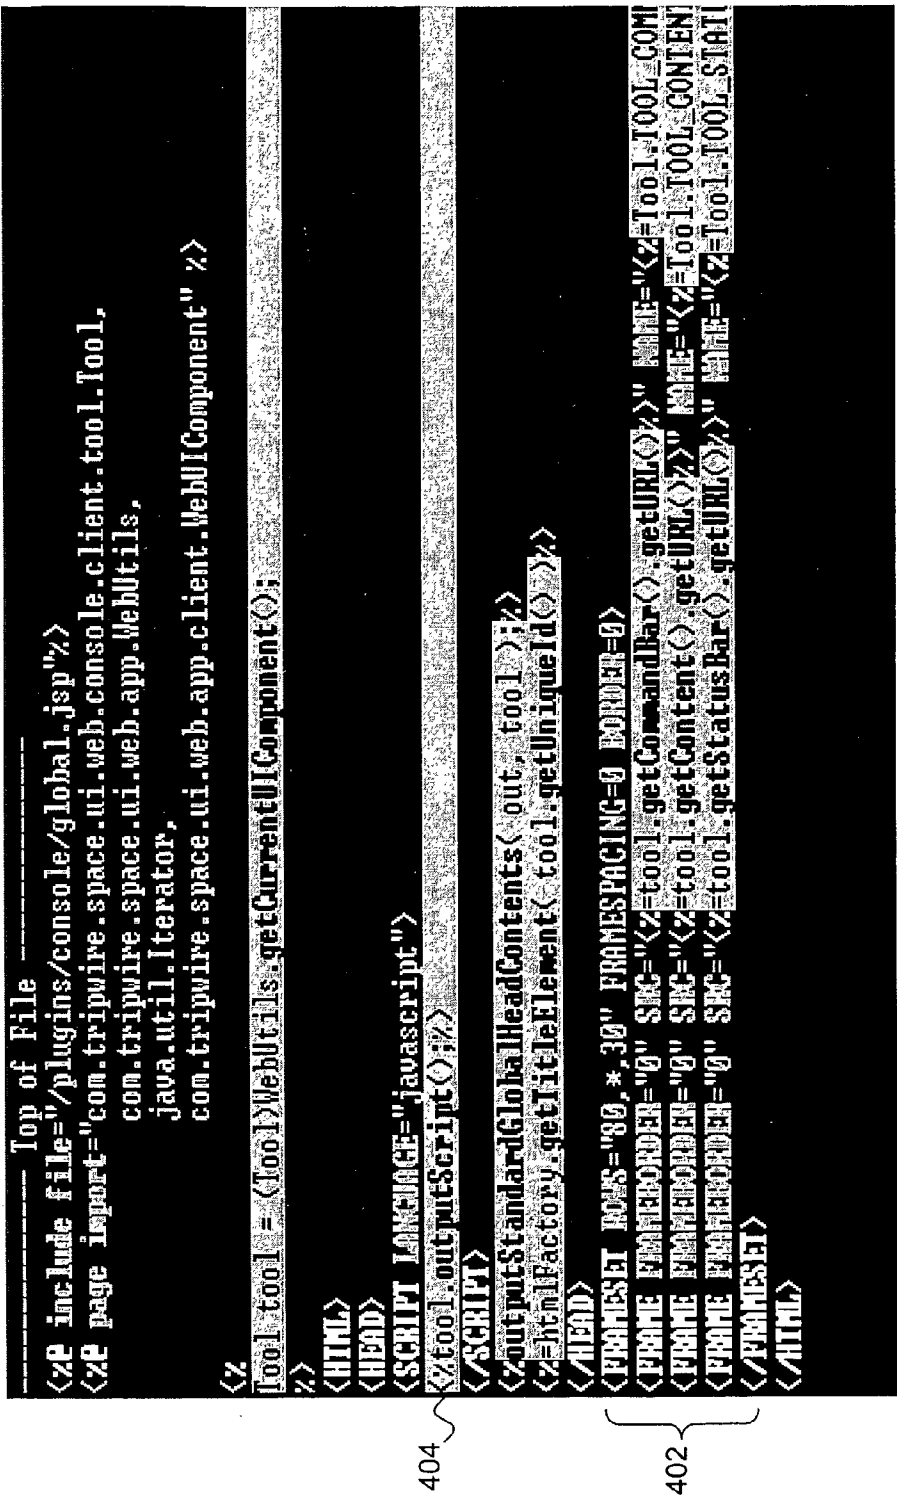 ---------------- Top of File ----------------
<%@ include file="/plugins/console/global.jsp"%>
<%@ page import="com.tripwire.space.ui.web.console.client.tool.Tool,
com.tripwire.space.ui.web.app.WebUtils,
java.util.Iterator,
com.tripwire.space.ui.web.app.client.WebUIComponent" %>
<%
Tool tool = (Tool)WebUtils.getCurrentUIComponent();
%>
<HTML>
<HEAD>
<SCRIPT LANGUAGE="javascript">
<%tool.outputScript();%>
</SCRIPT>
<%outputStandardGlobalHeadContents( out, tool );%>
<%=htmlFactory.getTitleElement( tool.getUniqueId() )%>
</HEAD>
<FRAMESET ROWS="80,*,30" FRAMESPACING=0 BORDER=0>
<FRAME FRAMEBORDER="0" SRC="<%=tool.getCommandBar().getURL()%>" NAME="<%=Tool.TOOL_COMM
<FRAME FRAMEBORDER="0" SRC="<%=tool.getContent().getURL()%>" NAME="<%=Tool.TOOL_CONTEN
<FRAME FRAMEBORDER="0" SRC="<%=tool.getStatusBar().getURL()%>" NAME="<%=Tool.TOOL_STATU
</FRAMESET>
</HTML>
404
402